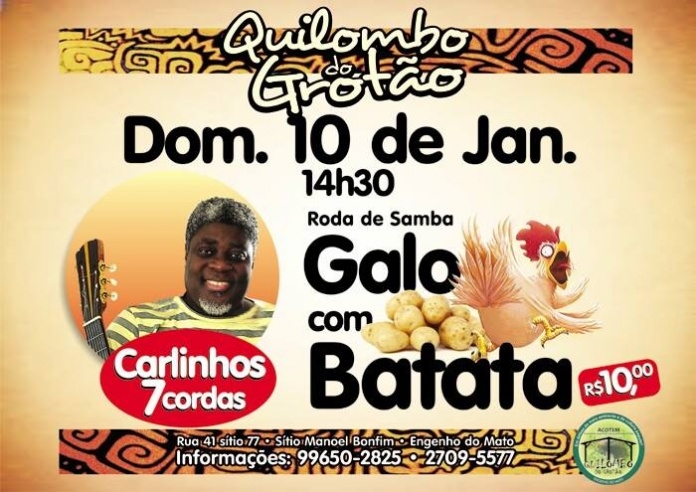 Quilombo
do
Grotão
Dom. 10 de Jan.
14h30
Roda de Samba
Galo
com
Batata
Carlinhos
7cordas
R$10,00
Rua 41 sítio 77 • Sítio Manoel Bonfim • Engenho do Mato
Informações: 99650-2825 • 2709-5577
QUILOMBO